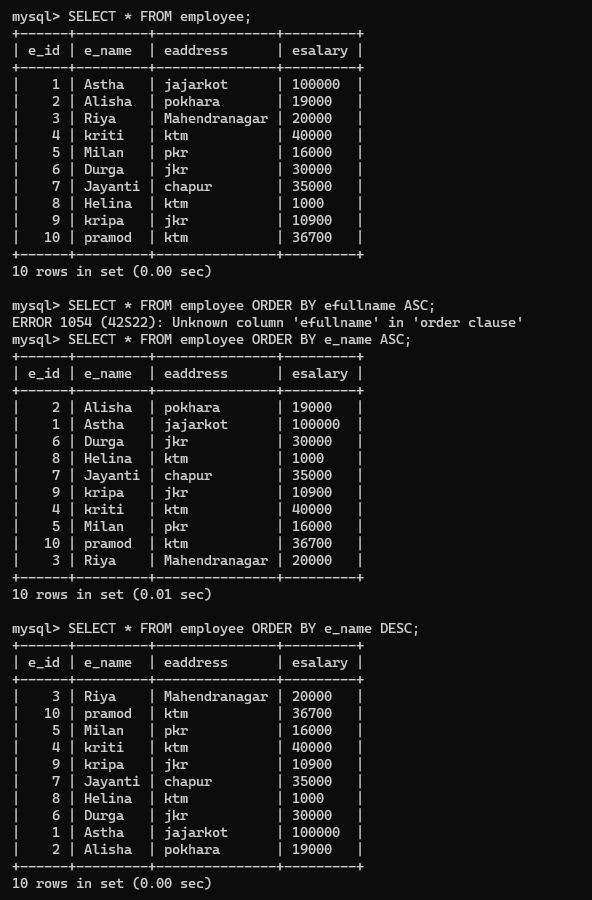 mysql> SELECT * FROM employee;
+------+---------+---------------+---------+
| e_id | e_name  | eaddress      | esalary |
+------+---------+---------------+---------+
|    1 | Astha   | jajarkot      | 100000  |
|    2 | Alisha  | pokhara       | 19000   |
|    3 | Riya    | Mahendranagar | 20000   |
|    4 | kriti   | ktm           | 40000   |
|    5 | Milan   | pkr           | 16000   |
|    6 | Durga   | jkr           | 30000   |
|    7 | Jayanti | chapur        | 35000   |
|    8 | Helina  | ktm           | 1000    |
|    9 | kripa   | jkr           | 10900   |
|   10 | pramod  | ktm           | 36700   |
+------+---------+---------------+---------+
10 rows in set (0.00 sec)

mysql> SELECT * FROM employee ORDER BY efullname ASC;
ERROR 1054 (42S22): Unknown column 'efullname' in 'order clause'
mysql> SELECT * FROM employee ORDER BY e_name ASC;
+------+---------+---------------+---------+
| e_id | e_name  | eaddress      | esalary |
+------+---------+---------------+---------+
|    2 | Alisha  | pokhara       | 19000   |
|    1 | Astha   | jajarkot      | 100000  |
|    6 | Durga   | jkr           | 30000   |
|    8 | Helina  | ktm           | 1000    |
|    7 | Jayanti | chapur        | 35000   |
|    9 | kripa   | jkr           | 10900   |
|    4 | kriti   | ktm           | 40000   |
|    5 | Milan   | pkr           | 16000   |
|   10 | pramod  | ktm           | 36700   |
|    3 | Riya    | Mahendranagar | 20000   |
+------+---------+---------------+---------+
10 rows in set (0.01 sec)

mysql> SELECT * FROM employee ORDER BY e_name DESC;
+------+---------+---------------+---------+
| e_id | e_name  | eaddress      | esalary |
+------+---------+---------------+---------+
|    3 | Riya    | Mahendranagar | 20000   |
|   10 | pramod  | ktm           | 36700   |
|    5 | Milan   | pkr           | 16000   |
|    4 | kriti   | ktm           | 40000   |
|    9 | kripa   | jkr           | 10900   |
|    7 | Jayanti | chapur        | 35000   |
|    8 | Helina  | ktm           | 1000    |
|    6 | Durga   | jkr           | 30000   |
|    1 | Astha   | jajarkot      | 100000  |
|    2 | Alisha  | pokhara       | 19000   |
+------+---------+---------------+---------+
10 rows in set (0.00 sec)